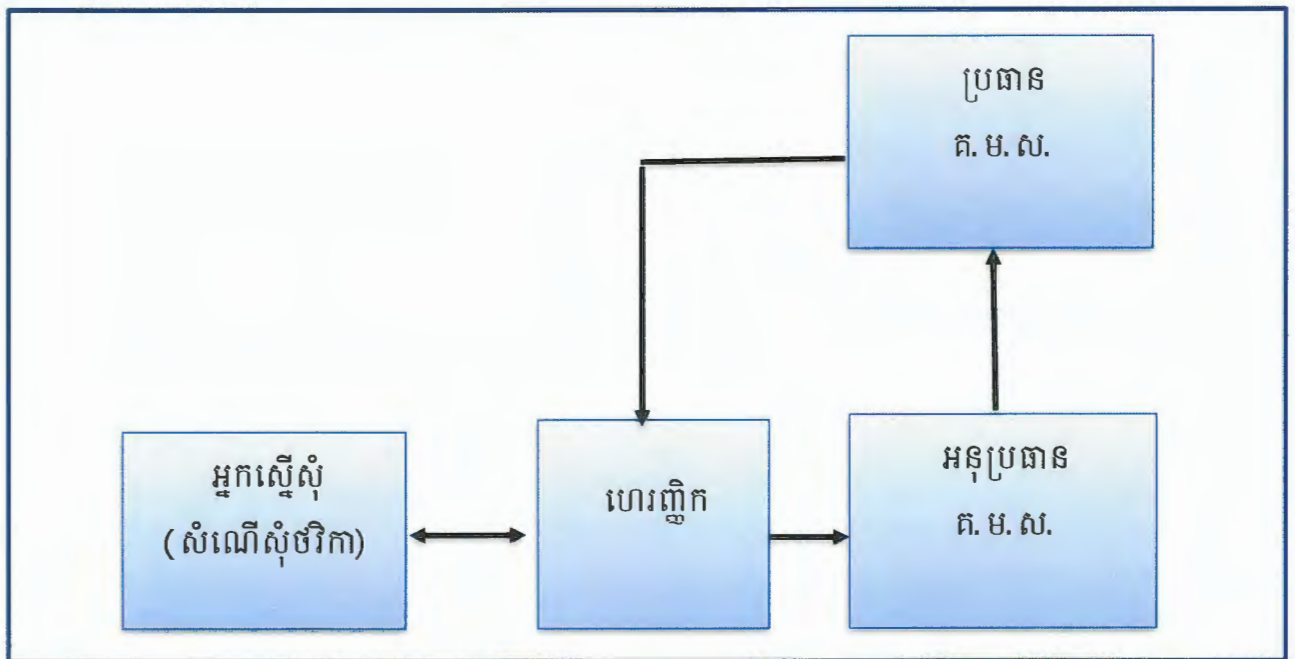 ប្រធាន
គ. ម. ស.
អ្នកស្នើសុំ
(សំណើសុំថវិកា)
ហេរញ្ញិក
អនុប្រធាន
គ. ម. ស.